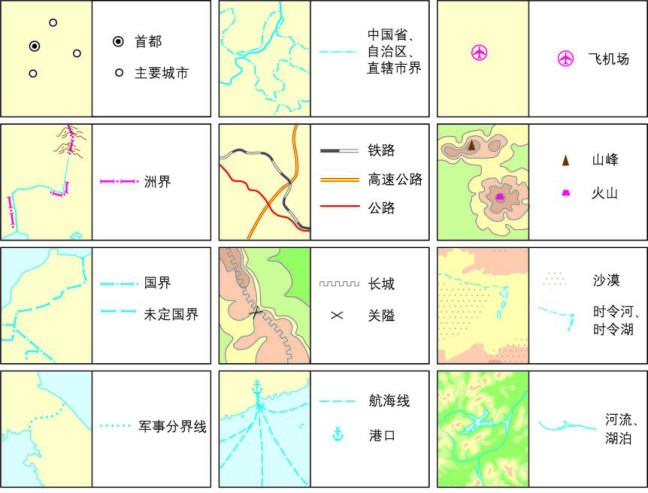 首都
主要城市
中国省、
自治区、
直辖市界
飞机场
洲界
铁路
高速公路
公路
山峰
火山
国界
未定国界
长城
关隘
沙漠
时令河、
时令湖
军事分界线
航海线
港口
河流、
湖泊